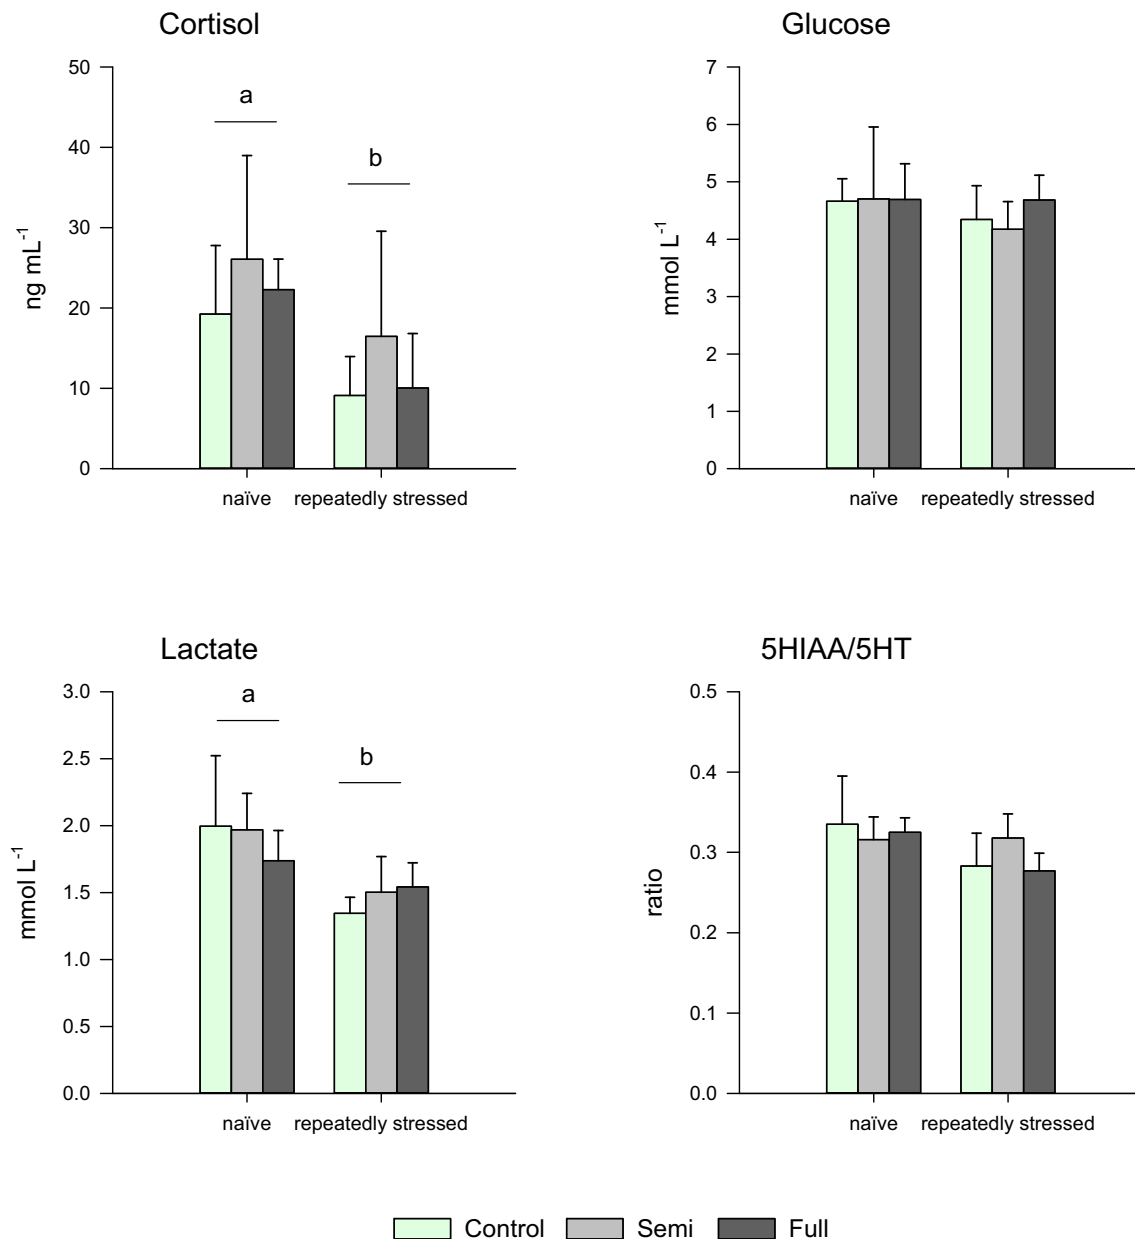 Cortisol
50
40
30
20
10
0
ng mL⁻¹
a
b
naïve
repeatedly stressed
Glucose
7
6
5
4
3
2
1
0
mmol L⁻¹
naïve
repeatedly stressed
Lactate
3.0
2.5
2.0
1.5
1.0
0.5
0.0
mmol L⁻¹
a
b
naïve
repeatedly stressed
5HIAA/5HT
0.5
0.4
0.3
0.2
0.1
0.0
ratio
naïve
repeatedly stressed
Control Semi Full